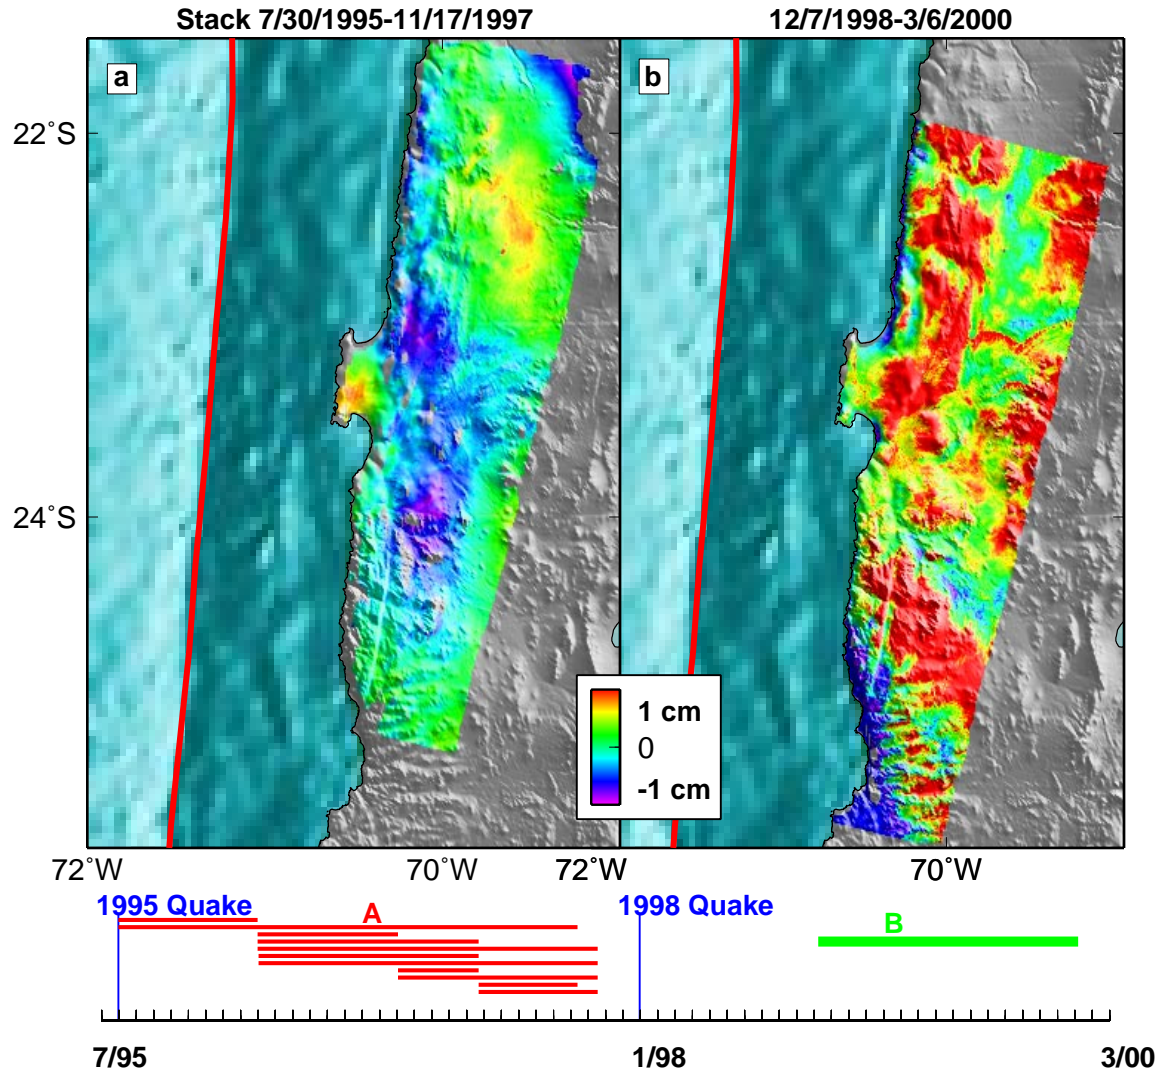 Stack 7/30/1995-11/17/1997
12/7/1998-3/6/2000
a
b
22˚S
24˚S
1 cm
0
-1 cm
72˚W
70˚W
72˚W
70˚W
1995 Quake
A
1998 Quake
B
7/95
1/98
3/00